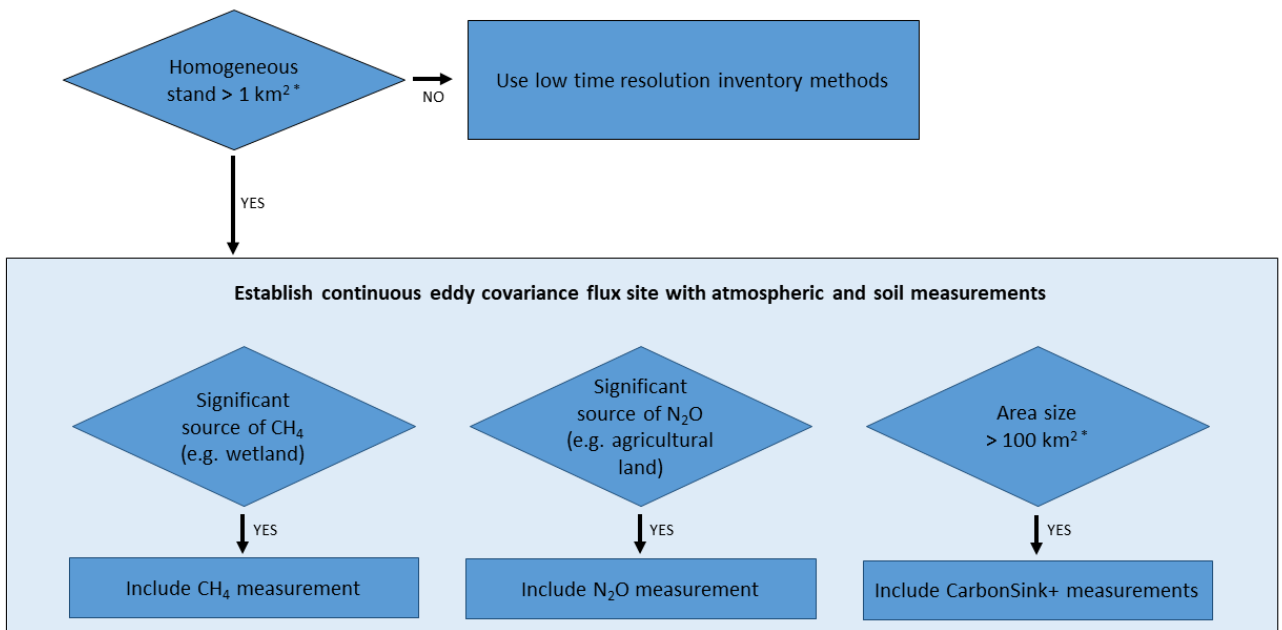 Homogeneous
stand > 1 km² *
NO
Use low time resolution inventory methods
YES
Establish continuous eddy covariance flux site with atmospheric and soil measurements
Significant
source of CH₄
(e.g. wetland)
Significant
source of N₂O
(e.g. agricultural
land)
Area size
> 100 km² *
YES
YES
YES
Include CH₄ measurement
Include N₂O measurement
Include CarbonSink+ measurements